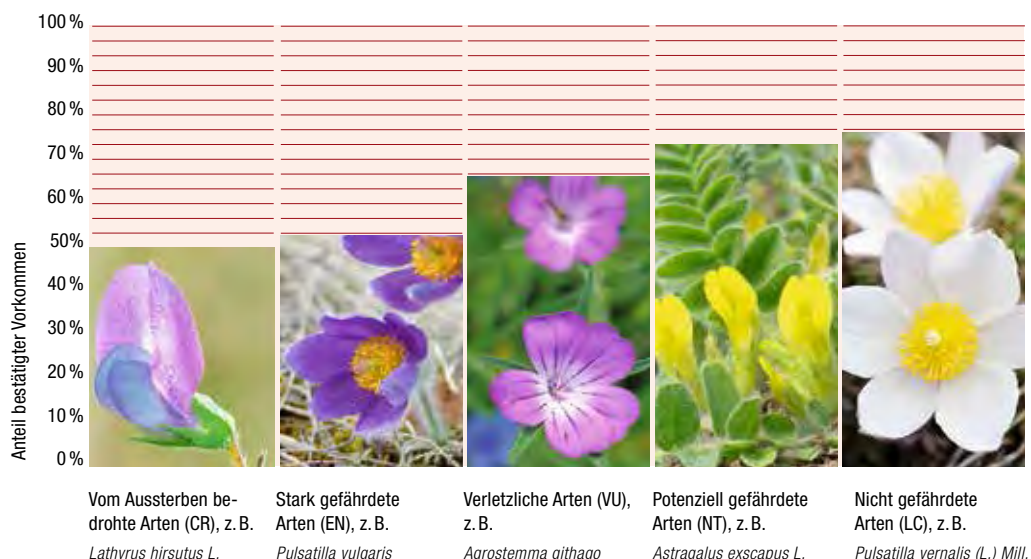 100 %
90 %
80 %
70 %
60 %
50 %
40 %
30 %
20 %
10 %
0 %
Anteil bestätigter Vorkommen
Vom Aussterben be-
drohte Arten (CR), z. B.
Lathyrus hirsutus L.
Stark gefährdete
Arten (EN), z. B.
Pulsatilla vulgaris
Verletzliche Arten (VU),
z. B.
Agrostemma githago
Potenziell gefährdete
Arten (NT), z. B.
Astragalus exscapus L.
Nicht gefährdete
Arten (LC), z. B.
Pulsatilla vernalis (L.) Mill.